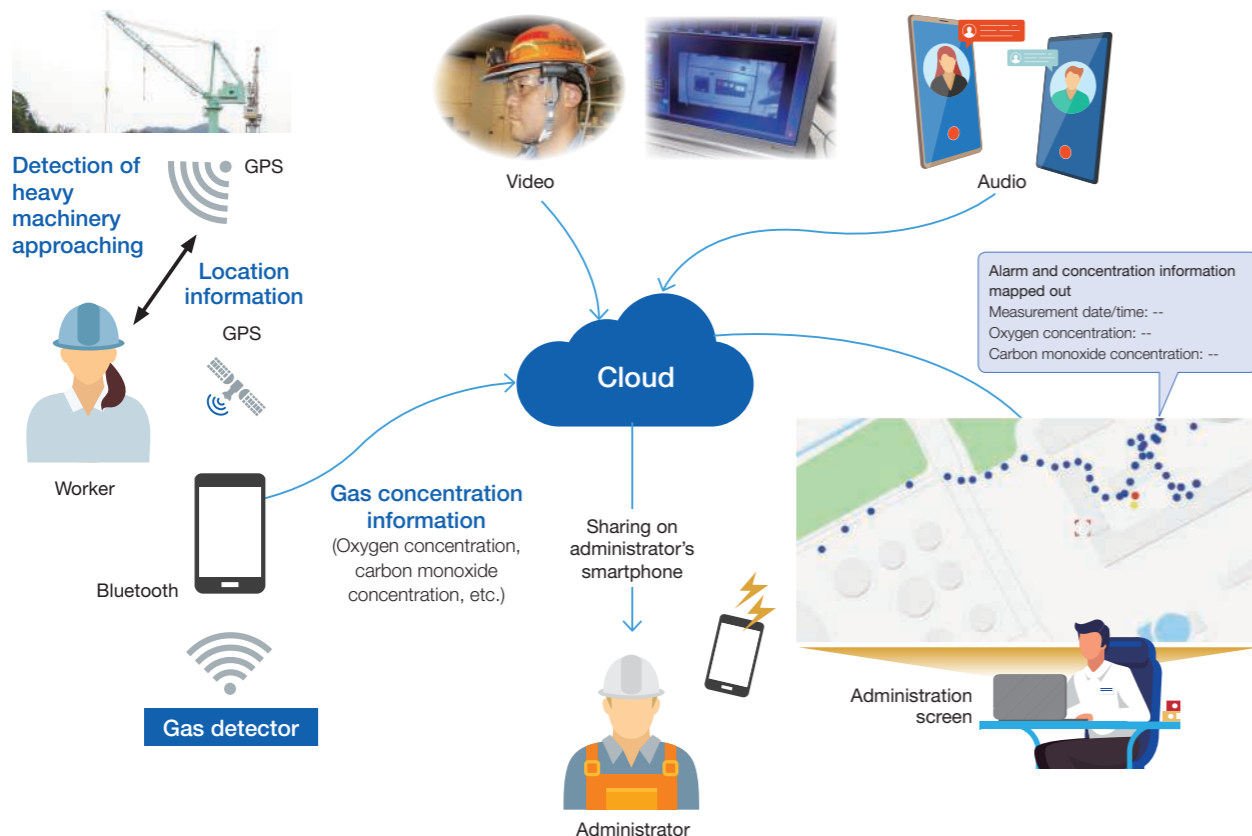 GPS
Detection of
heavy
machinery
approaching
Location
information
GPS
Worker
Bluetooth
Gas detector
Video
Audio
Cloud
Gas concentration
information
(Oxygen concentration,
carbon monoxide
concentration, etc.)
Sharing on
administrator's
smartphone
Administrator
Alarm and concentration information
mapped out
Measurement date/time: --
Oxygen concentration: --
Carbon monoxide concentration: --
Administration
screen